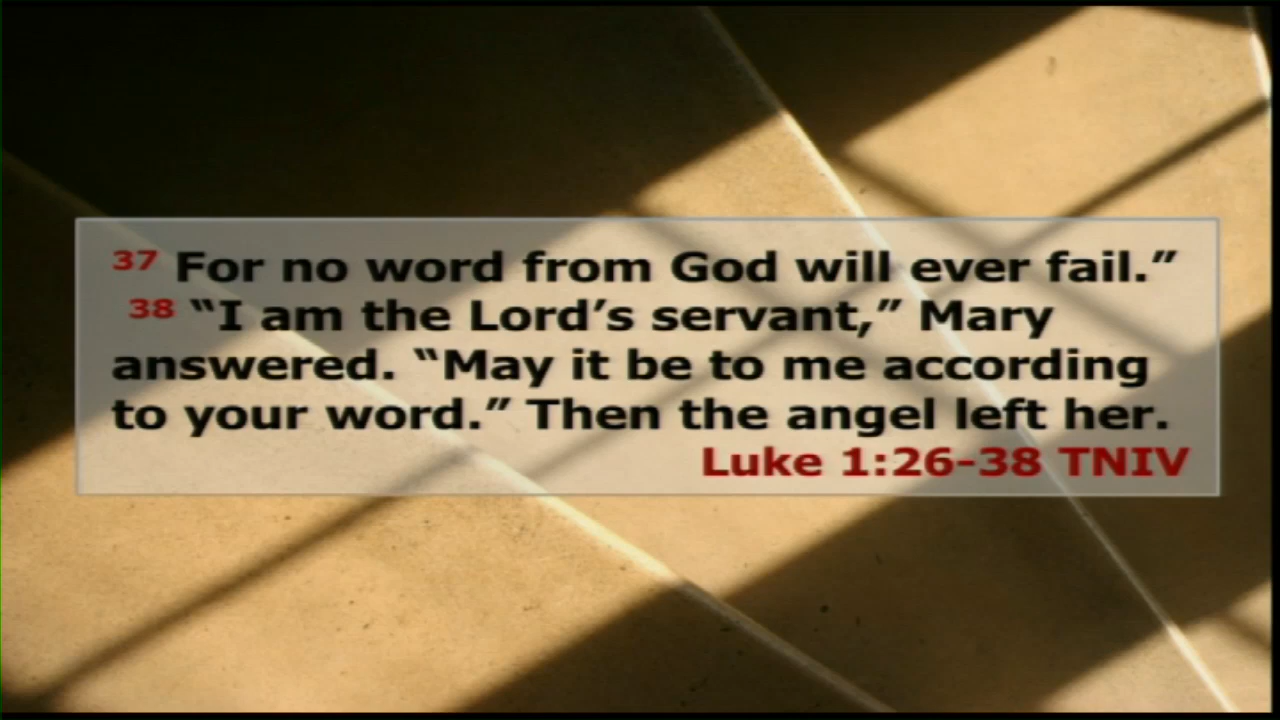 37 For no word from God will ever fail.”
38 “I am the Lord’s servant,” Mary
answered. “May it be to me according
to your word.” Then the angel left her.
Luke 1:26-38 TNIV